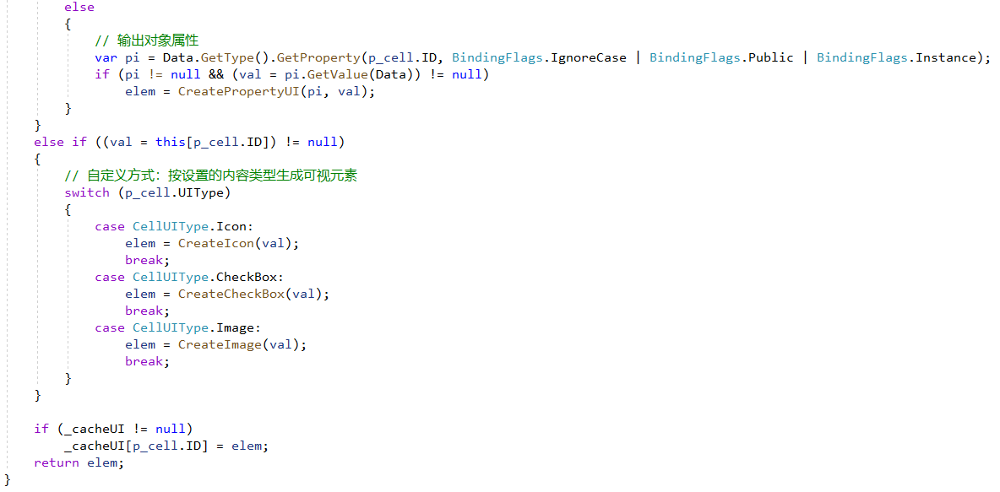 else
{
// 输出对象属性
var pi = Data.GetType().GetProperty(p_cell.ID, BindingFlags.IgnoreCase | BindingFlags.Public | BindingFlags.Instance);
if (pi != null && (val = pi.GetValue(Data)) != null)
elem = CreatePropertyUI(pi, val);
}
}
else if ((val = this[p_cell.ID]) != null)
{
// 自定义方式：按设置的内容类型生成可视元素
switch (p_cell.UIType)
{
case CellUIType.Icon:
elem = CreateIcon(val);
break;
case CellUIType.CheckBox:
elem = CreateCheckBox(val);
break;
case CellUIType.Image:
elem = CreateImage(val);
break;
}
}
if (_cacheUI != null)
_cacheUI[p_cell.ID] = elem;
return elem;
}